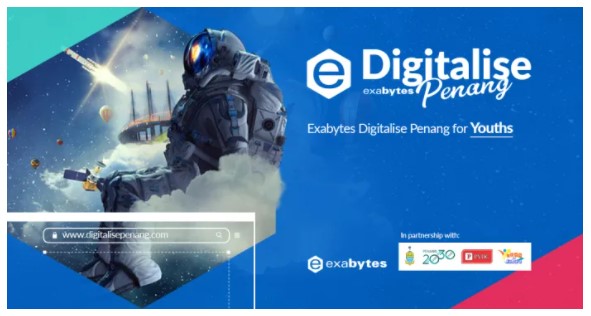 e
Digitalise
exabytes Penang
Exabytes Digitalise Penang for Youths
www.digitalisepenang.com
In partnership with:
2030
e exabytes